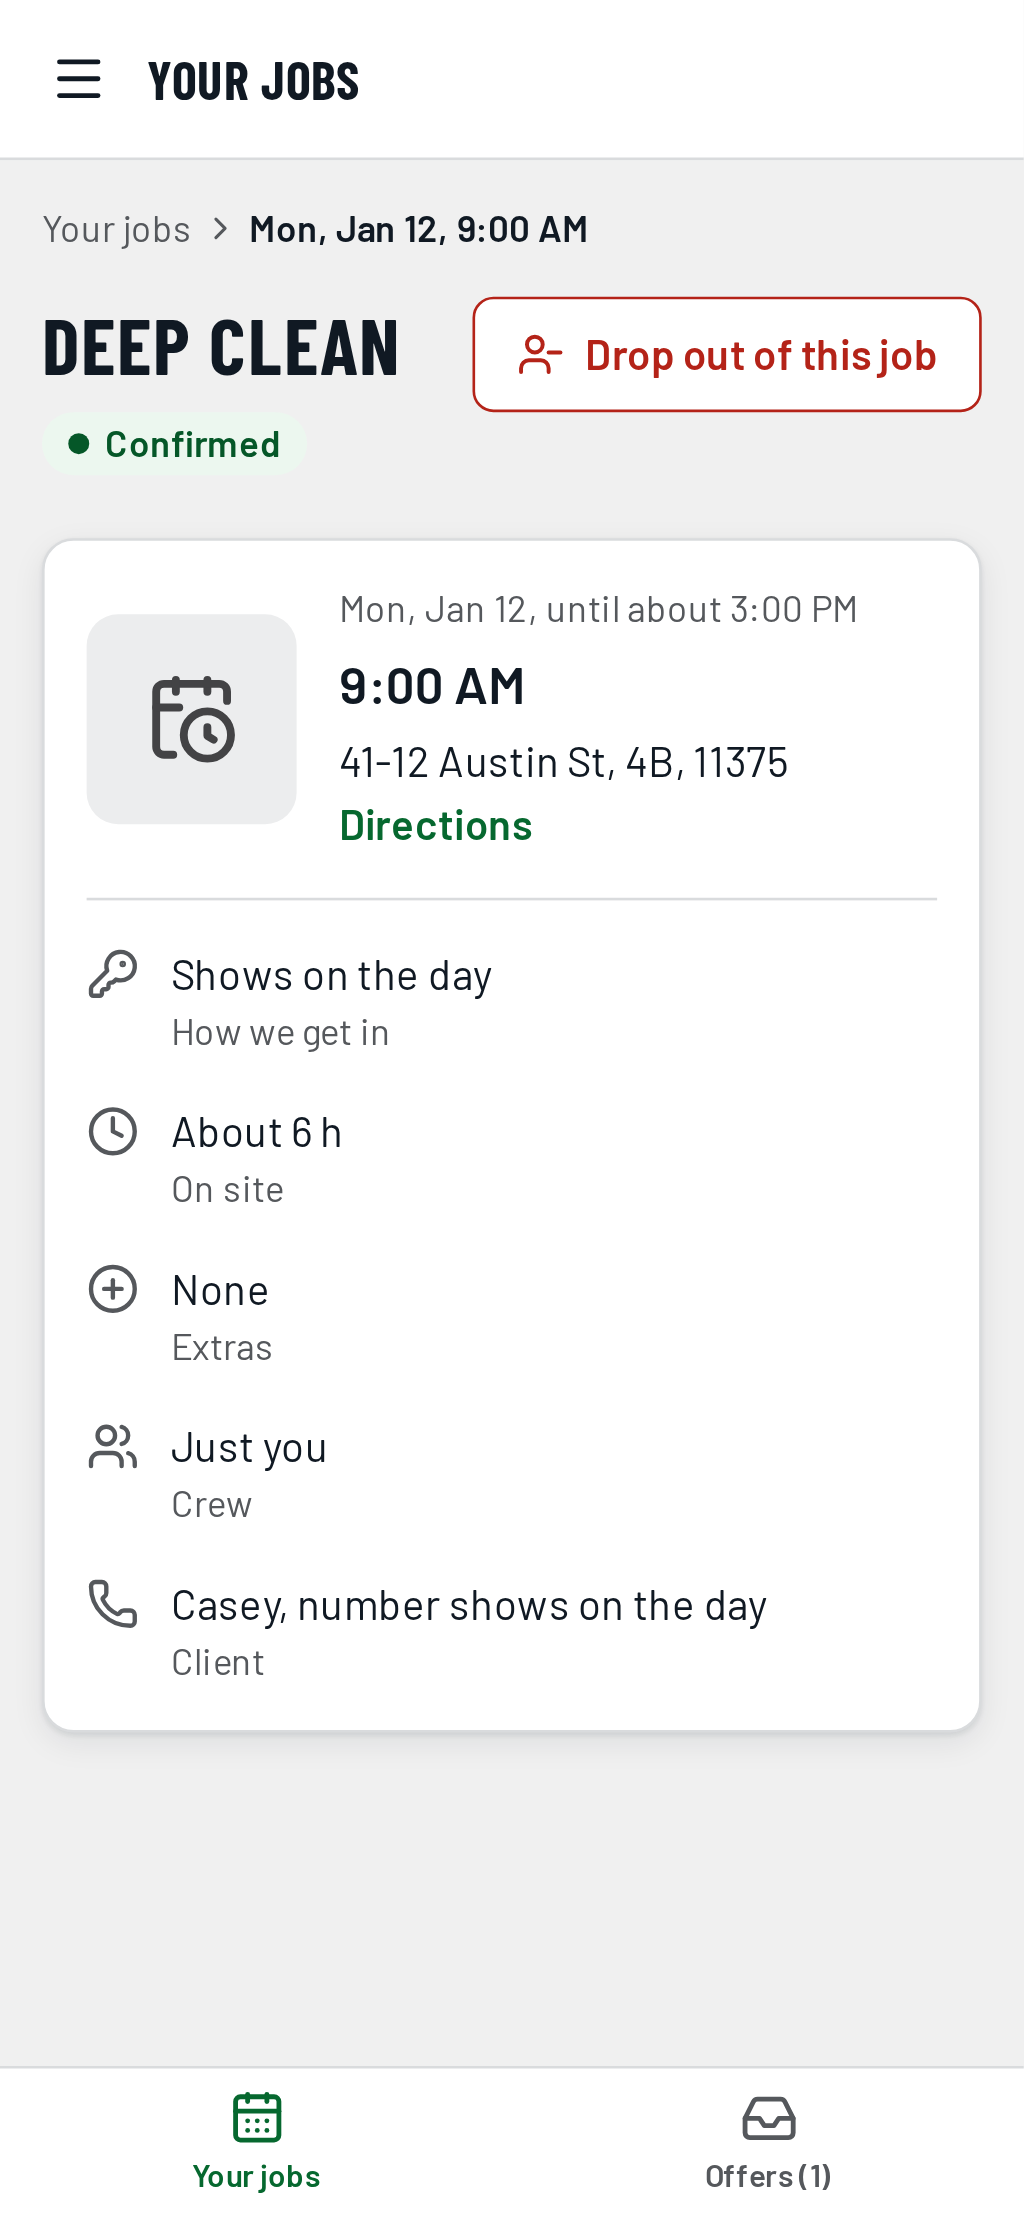 YOUR JOBS
Your jobs > Mon, Jan 12, 9:00 AM
DEEP CLEAN
Drop out of this job
Confirmed
Mon, Jan 12, until about 3:00 PM
9:00 AM
41-12 Austin St, 4B, 11375
Directions
Shows on the day
How we get in
About 6 h
On site
None
Extras
Just you
Crew
Casey, number shows on the day
Client
Your jobs
Offers (1)